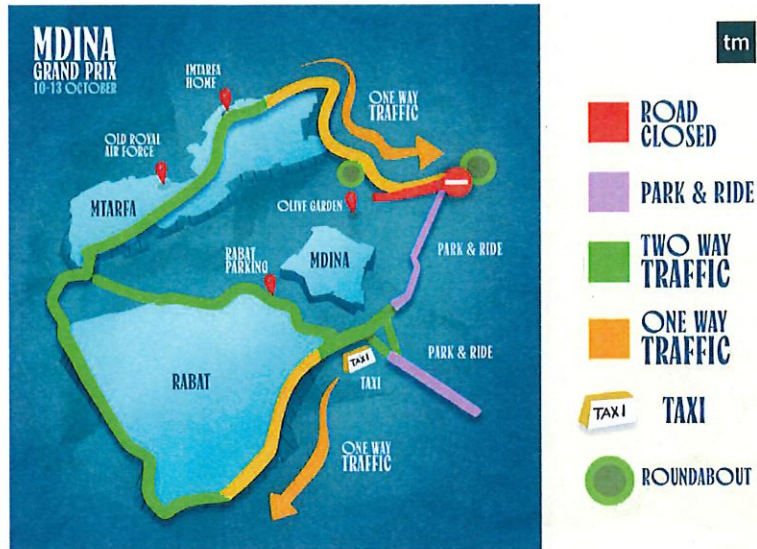 MDINA
GRAND PRIX
10-13 OCTOBER
IMTARFA
HOME
ONE WAY
TRAFFIC
OLD ROYAL
AIR FORCE
MTARFA
OLIVE GARDEN
RABAT
PARKING
MDINA
PARK & RIDE
RABAT
TAXI
TAXI
PARK & RIDE
ONE WAY
TRAFFIC
tm
ROAD
CLOSED
PARK & RIDE
TWO WAY
TRAFFIC
ONE WAY
TRAFFIC
TAXI
TAXI
ROUNDABOUT